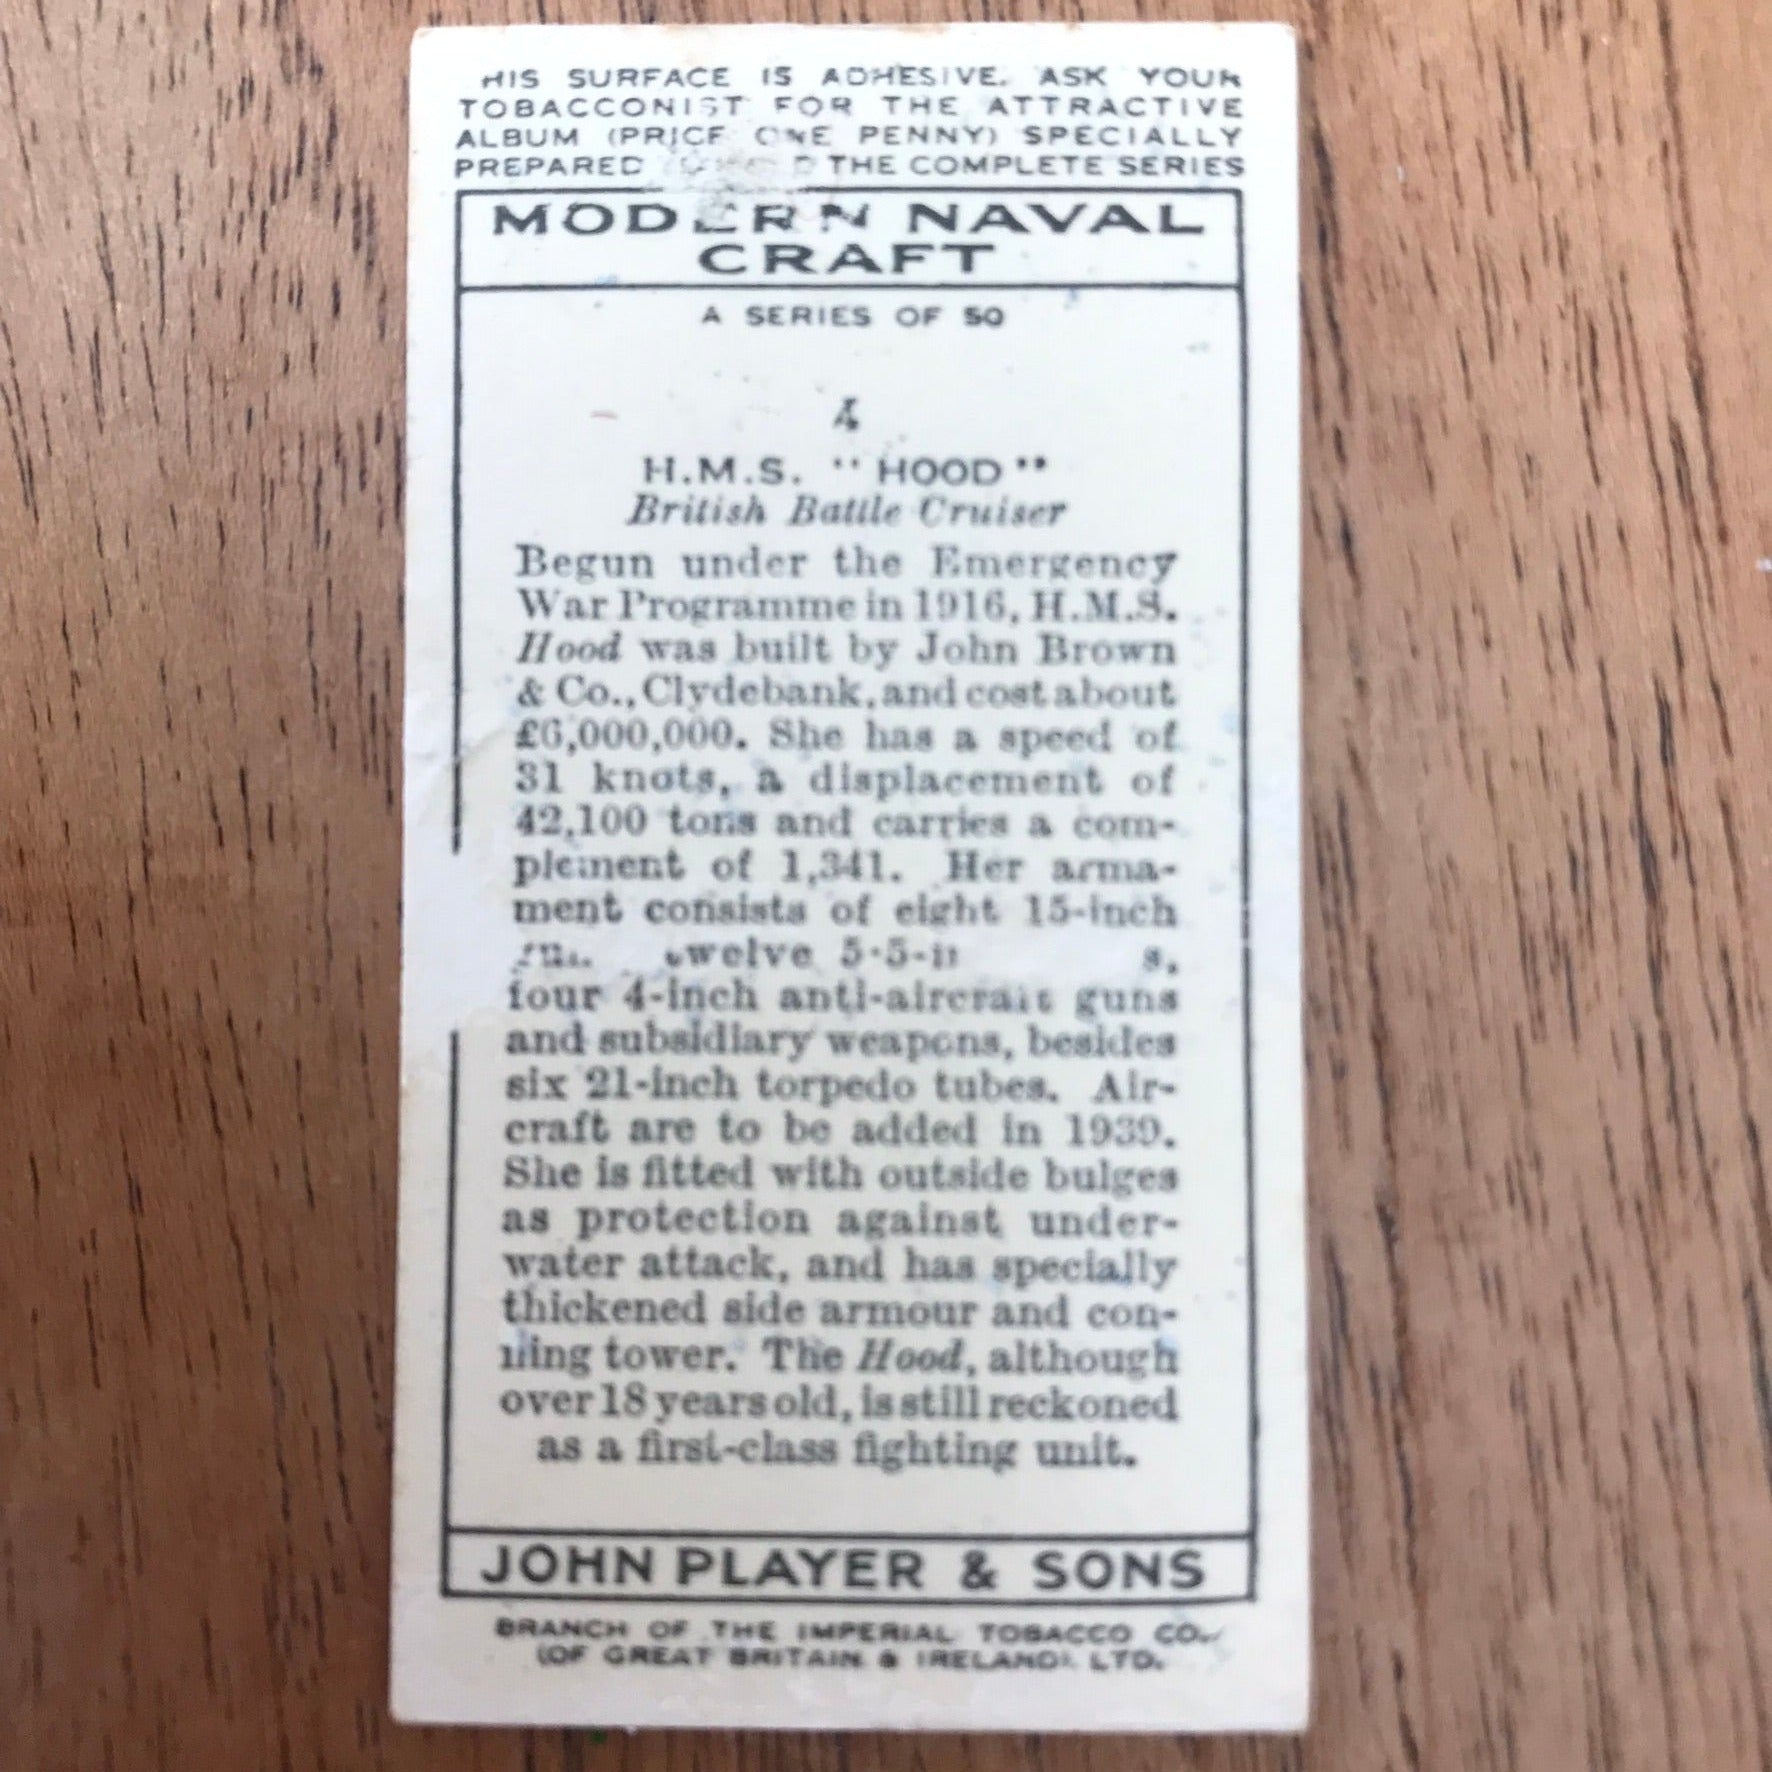 HIS SURFACE IS ADHESIVE. ASK YOUR
TOBACCONIST FOR THE ATTRACTIVE
ALBUM (PRICE ONE PENNY) SPECIALLY
PREPARED THE COMPLETE SERIES
MODERN NAVAL
CRAFT
A SERIES OF 50
4
H.M.S. "HOOD"
British Battle Cruiser
Begun under the Emergency
War Programme in 1916, H.M.S.
Hood was built by John Brown
& Co., Clydebank, and cost about
£6,000,000. She has a speed of
31 knots, a displacement of
42,100 tons and carries a com-
plement of 1,341. Her arma-
ment consists of eight 15-inch
twelve 5·5-in s,
four 4-inch anti-aircraft guns
and subsidiary weapons, besides
six 21-inch torpedo tubes. Air-
craft are to be added in 1939.
She is fitted with outside bulges
as protection against under-
water attack, and has specially
thickened side armour and con-
ning tower. The Hood, although
over 18 years old, is still reckoned
as a first-class fighting unit.
JOHN PLAYER & SONS
BRANCH OF THE IMPERIAL TOBACCO CO.
(OF GREAT BRITAIN & IRELAND), LTD.